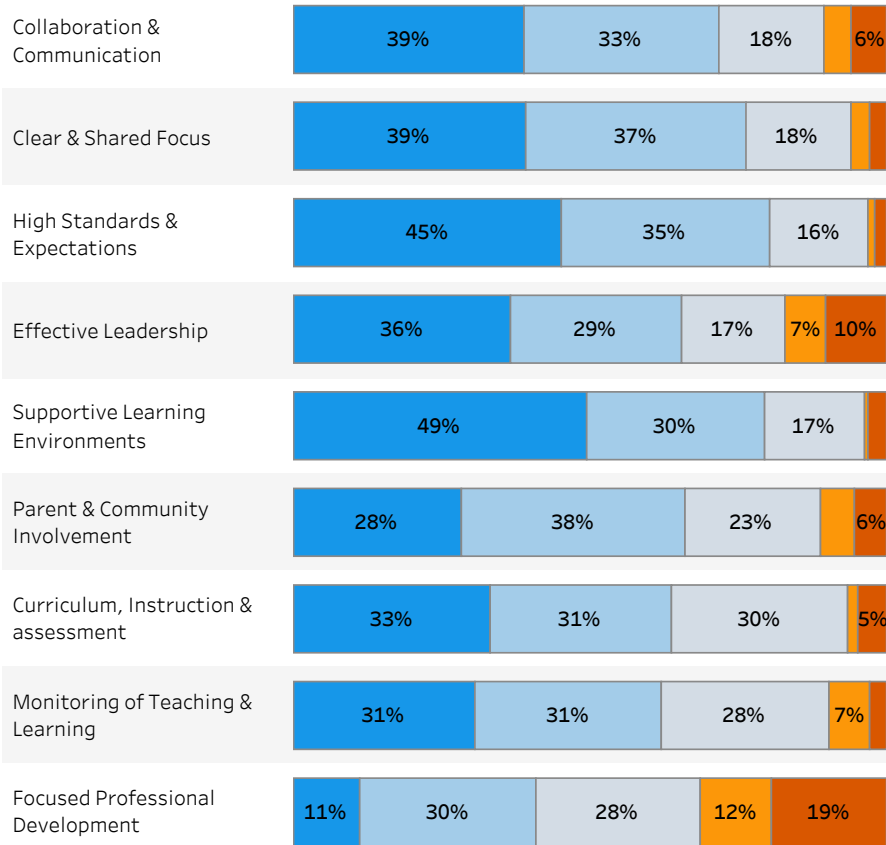 Collaboration &
Communication
39% 33% 18% 6%
Clear & Shared Focus
39% 37% 18%
High Standards &
Expectations
45% 35% 16%
Effective Leadership
36% 29% 17% 7% 10%
Supportive Learning
Environments
49% 30% 17%
Parent & Community
Involvement
28% 38% 23% 6%
Curriculum, Instruction &
assessment
33% 31% 30% 5%
Monitoring of Teaching &
Learning
31% 31% 28% 7%
Focused Professional
Development
11% 30% 28% 12% 19%